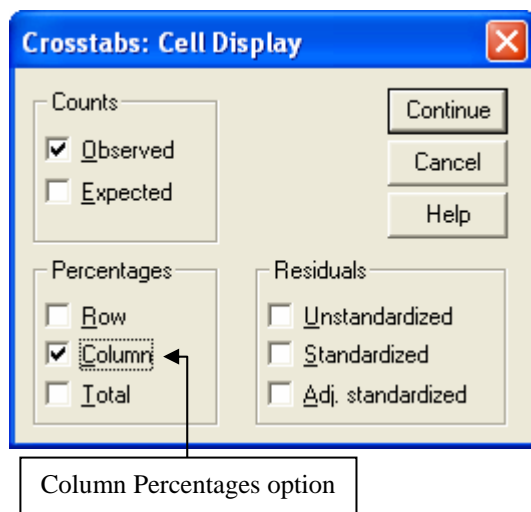 Crosstabs: Cell Display
Counts
Observed
Expected
Continue
Cancel
Help
Percentages
Row
Column
Total
Residuals
Unstandardized
Standardized
Adj. standardized
Column Percentages option